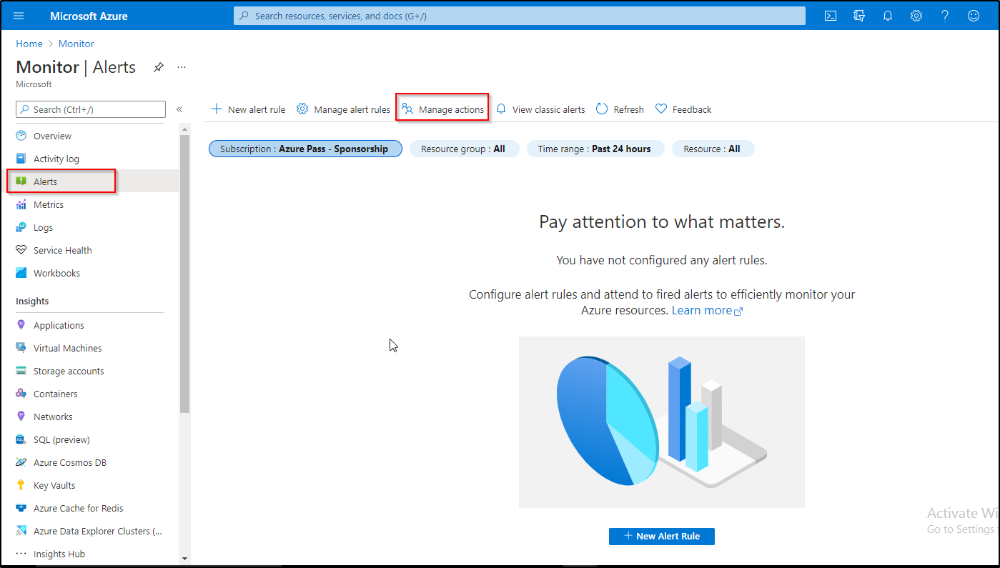 Microsoft Azure
Search resources, services, and docs (G+/)
Home > Monitor
Monitor | Alerts
...
Microsoft
Search (Ctrl+/)
«
New alert rule Manage alert rules Manage actions View classic alerts Refresh Feedback
Overview
Activity log
Alerts
Metrics
Logs
Service Health
Workbooks
Insights
Applications
Virtual Machines
Storage accounts
Containers
Networks
SQL (preview)
Azure Cosmos DB
Key Vaults
Azure Cache for Redis
Azure Data Explorer Clusters (...
Insights Hub
Subscription : Azure Pass - Sponsorship Resource group : All Time range : Past 24 hours Resource : All
Pay attention to what matters.
You have not configured any alert rules.
Configure alert rules and attend to fired alerts to efficiently monitor your
Azure resources. Learn more
New Alert Rule
Activate Wi
Go to Settings